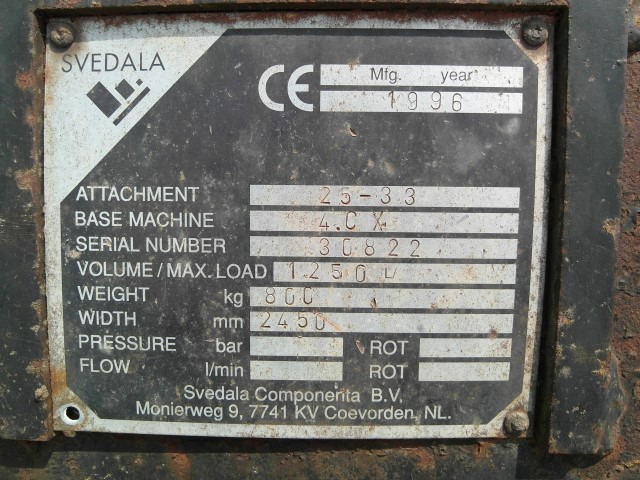 SVEDALA
CE
Mfg. year
1996
ATTACHMENT 25-33
BASE MACHINE 4.CX
SERIAL NUMBER 30822
VOLUME / MAX. LOAD 1250 L
WEIGHT kg 800
WIDTH mm 2450
PRESSURE bar ROT
FLOW l/min ROT
Svedala Componenta B.V.
Monierweg 9, 7741 KV Coevorden, NL.